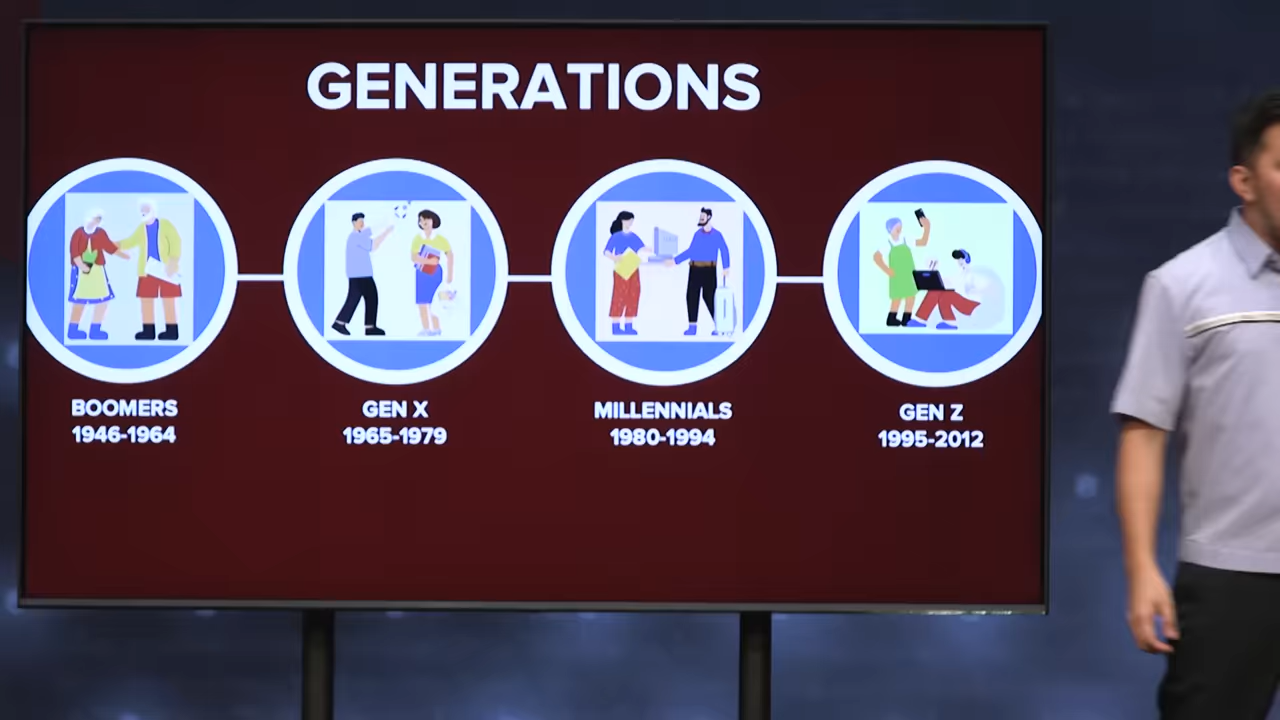 GENERATIONS
BOOMERS
1946-1964
GEN X
1965-1979
MILLENNIALS
1980-1994
GEN Z
1995-2012